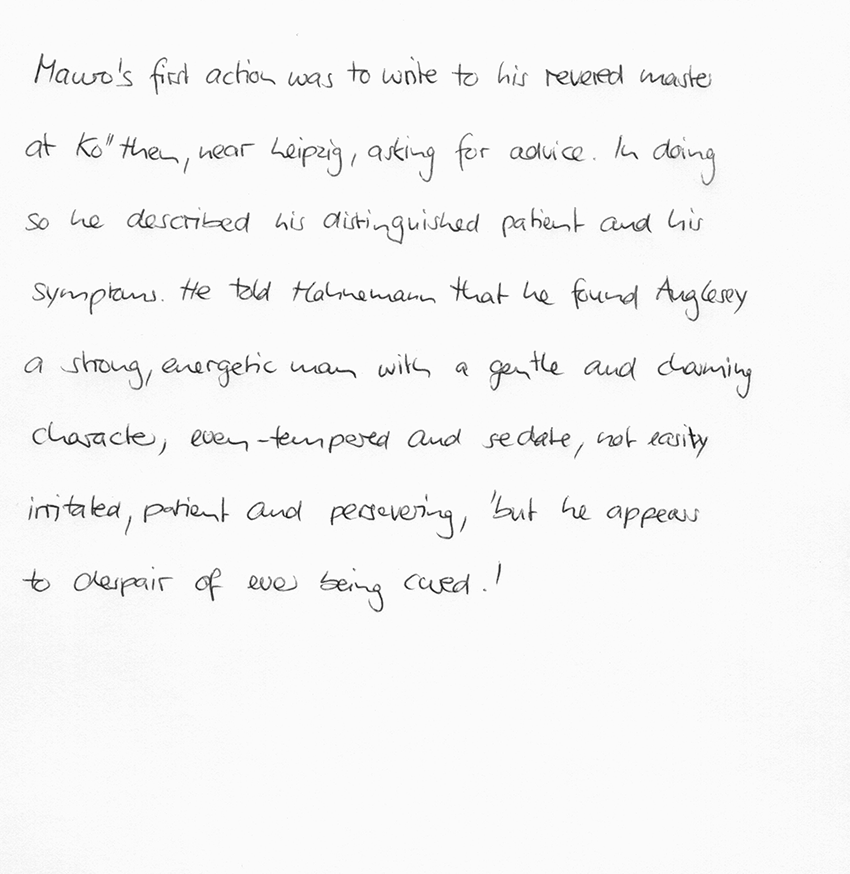 Mauro's first action was to write to his revered master
at Ko"then, near Leipzig, asking for advice. In doing
so he described his distinguished patient and his
symptoms. He told Hahnemann that he found Anglesey
a strong, energetic man with a gentle and charming
character, even-tempered and sedate, not easily
irritated, patient and persevering, 'but he appears
to despair of ever being cured.'